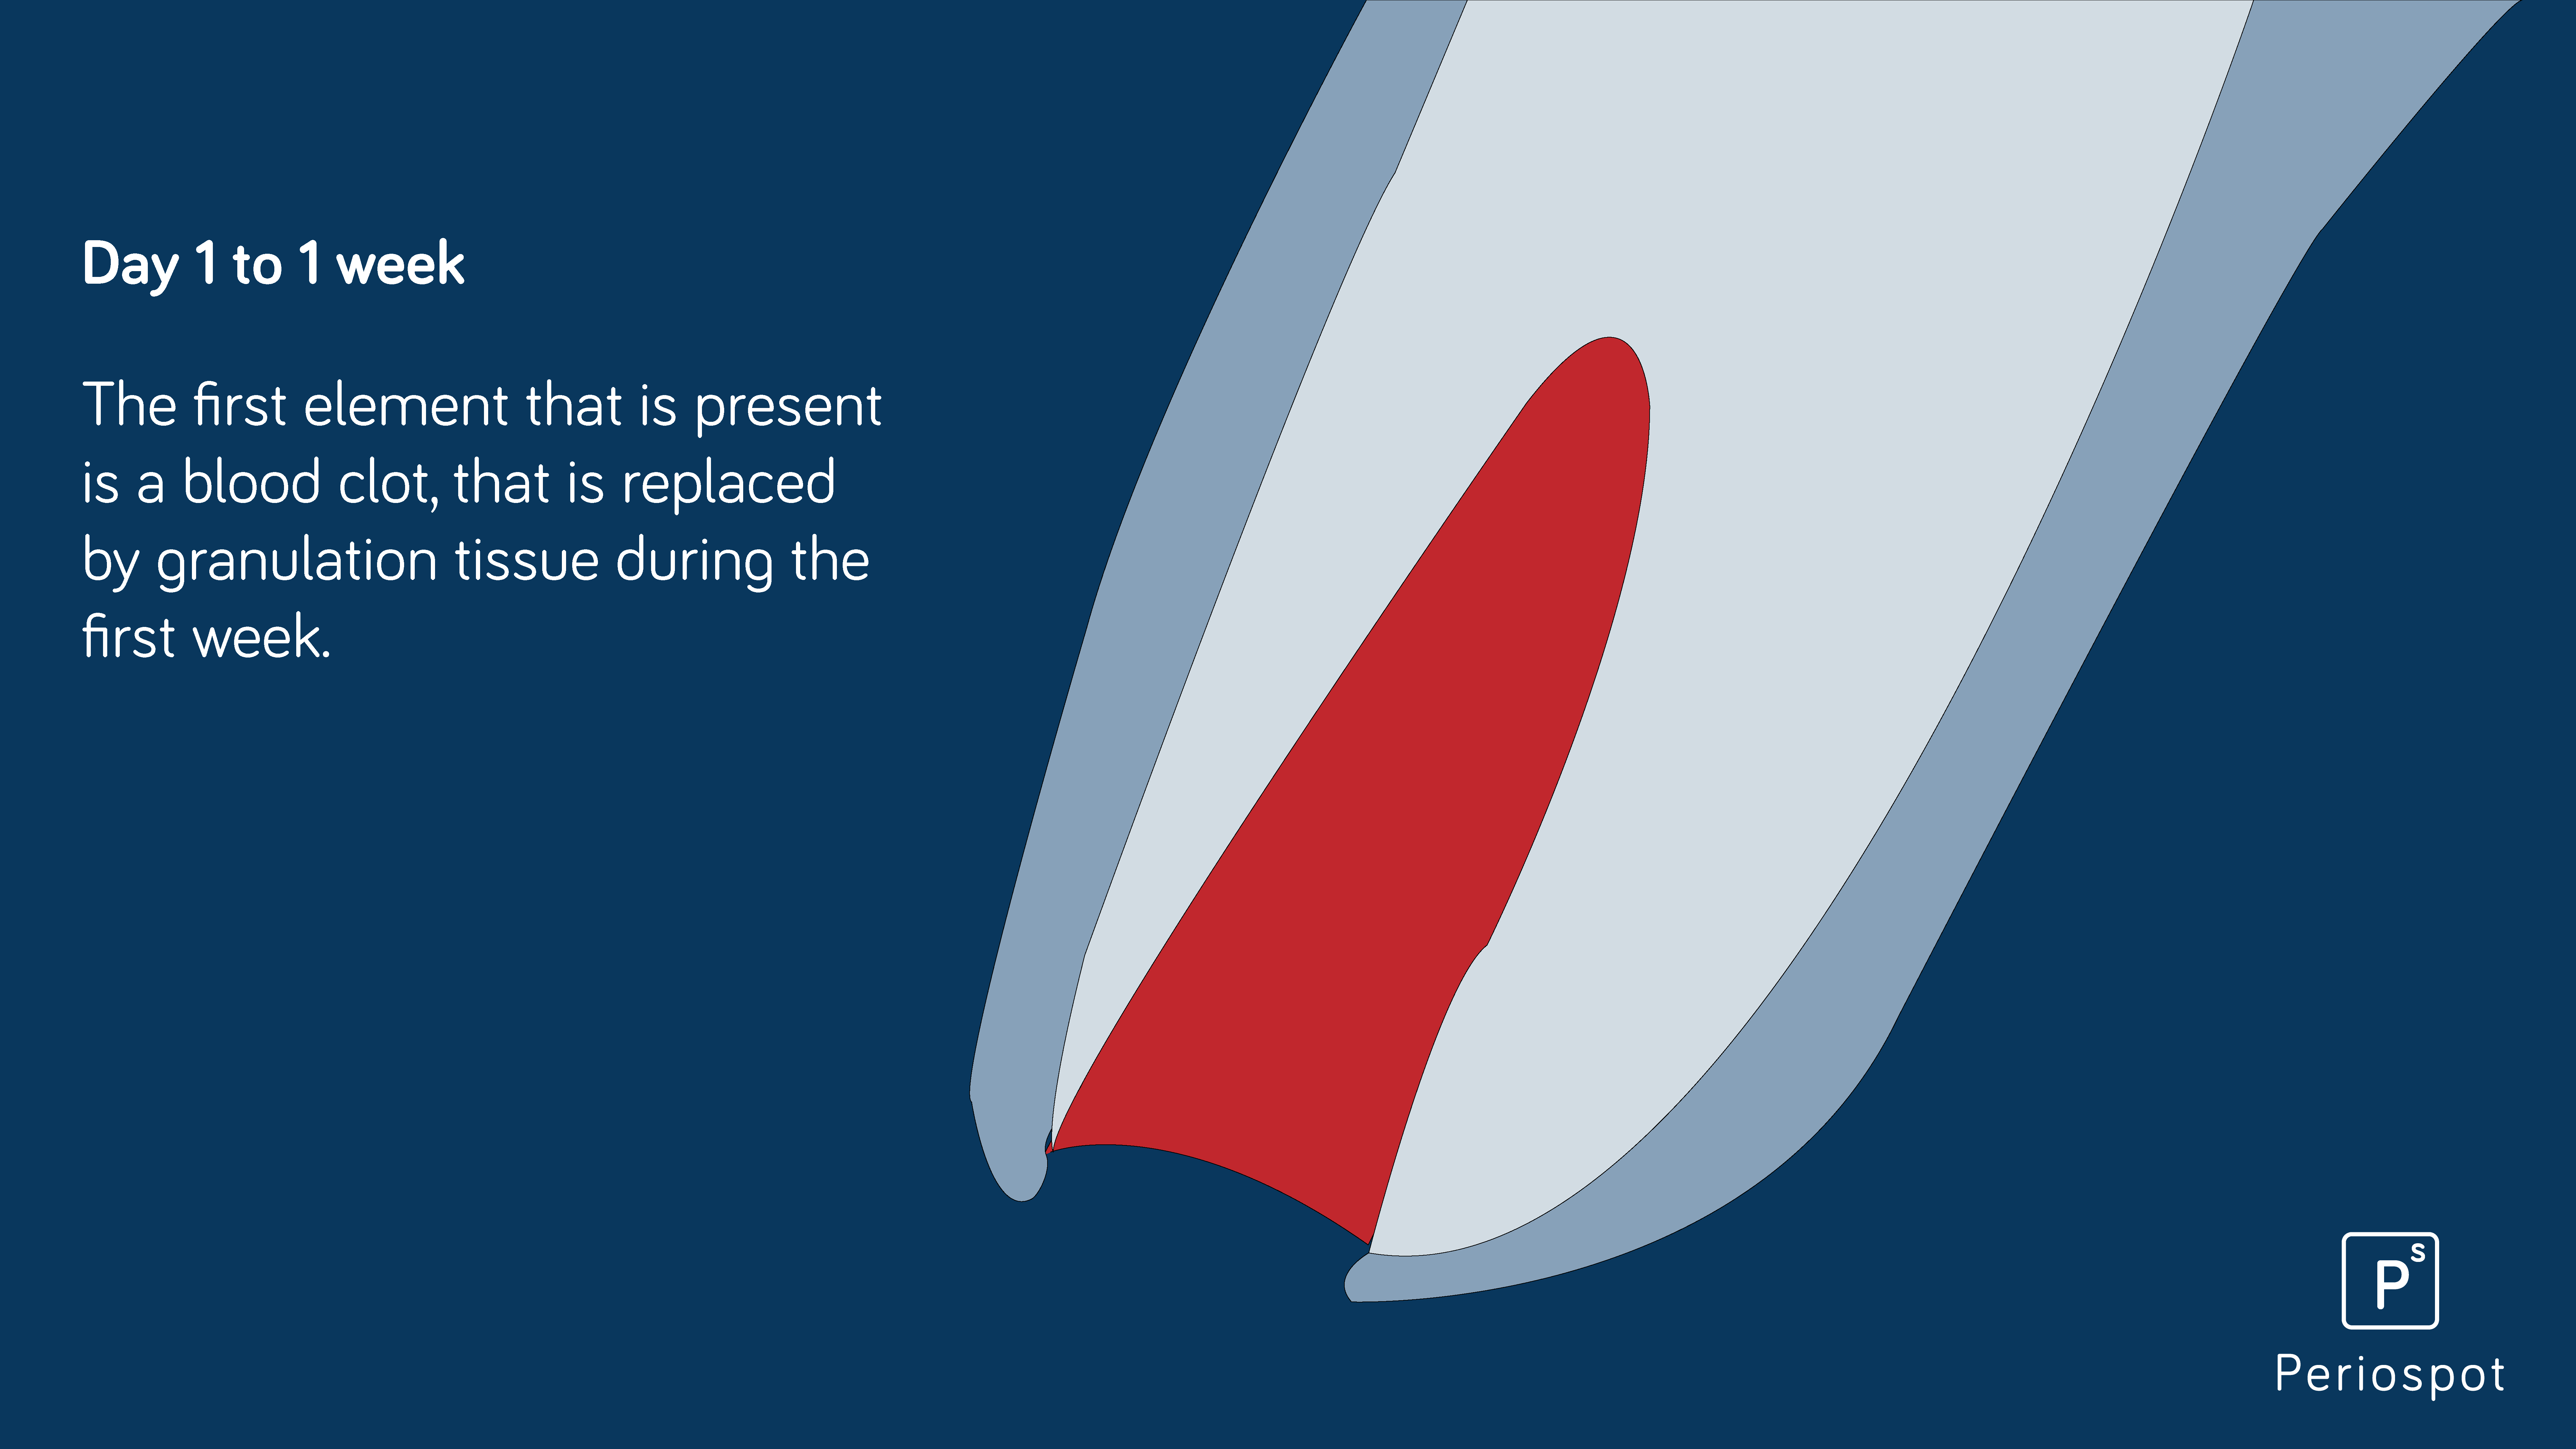 Day 1 to 1 week
The first element that is present
is a blood clot, that is replaced
by granulation tissue during the
first week.
Ps
Periospot